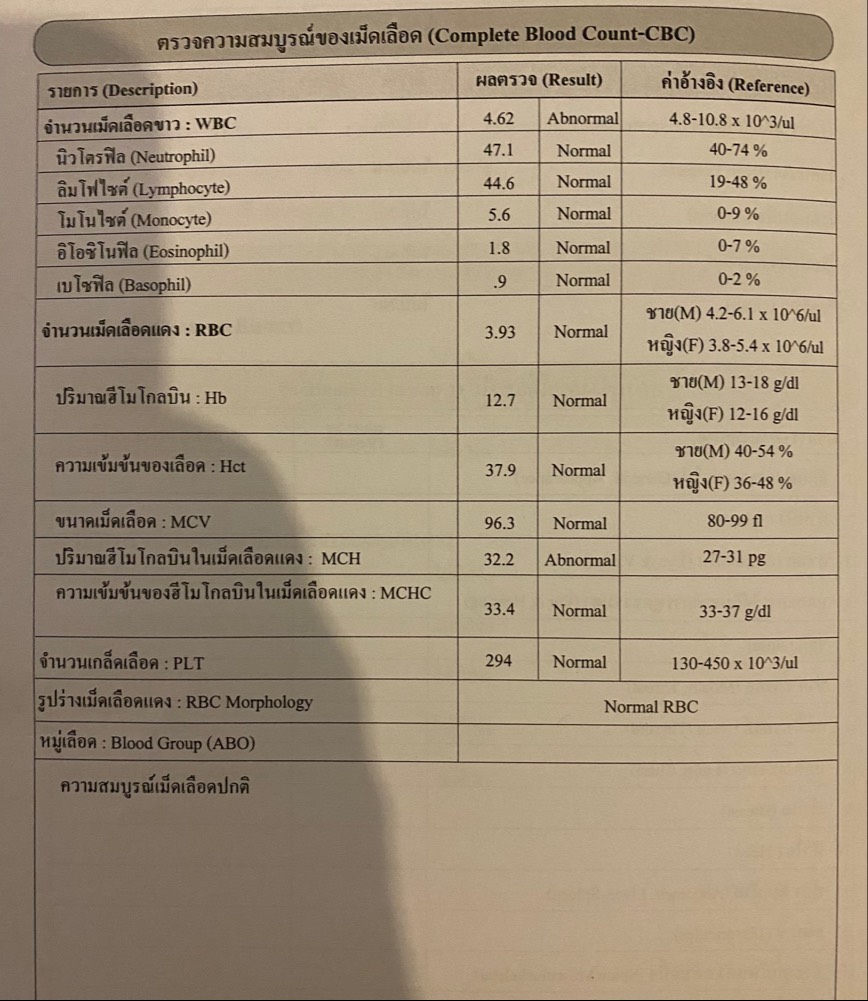 ตรวจความสมบูรณ์ของเม็ดเลือด (Complete Blood Count-CBC)
รายการ (Description) ผลตรวจ (Result) ค่าอ้างอิง (Reference)
จำนวนเม็ดเลือดขาว : WBC 4.62 Abnormal 4.8-10.8 x 10^3/ul
นิวโตรฟิล (Neutrophil) 47.1 Normal 40-74 %
ลิมโฟไซต์ (Lymphocyte) 44.6 Normal 19-48 %
โมโนไซต์ (Monocyte) 5.6 Normal 0-9 %
อิโอซิโนฟิล (Eosinophil) 1.8 Normal 0-7 %
เบโซฟิล (Basophil) .9 Normal 0-2 %
จำนวนเม็ดเลือดแดง : RBC 3.93 Normal ชาย(M) 4.2-6.1 x 10^6/ul
หญิง(F) 3.8-5.4 x 10^6/ul
ปริมาณฮีโมโกลบิน : Hb 12.7 Normal ชาย(M) 13-18 g/dl
หญิง(F) 12-16 g/dl
ความเข้มข้นของเลือด : Hct 37.9 Normal ชาย(M) 40-54 %
หญิง(F) 36-48 %
ขนาดเม็ดเลือด : MCV 96.3 Normal 80-99 fl
ปริมาณฮีโมโกลบินในเม็ดเลือดแดง : MCH 32.2 Abnormal 27-31 pg
ความเข้มข้นของฮีโมโกลบินในเม็ดเลือดแดง : MCHC 33.4 Normal 33-37 g/dl
จำนวนเกล็ดเลือด : PLT 294 Normal 130-450 x 10^3/ul
รูปร่างเม็ดเลือดแดง : RBC Morphology Normal RBC
หมู่เลือด : Blood Group (ABO)
ความสมบูรณ์เม็ดเลือดปกติ